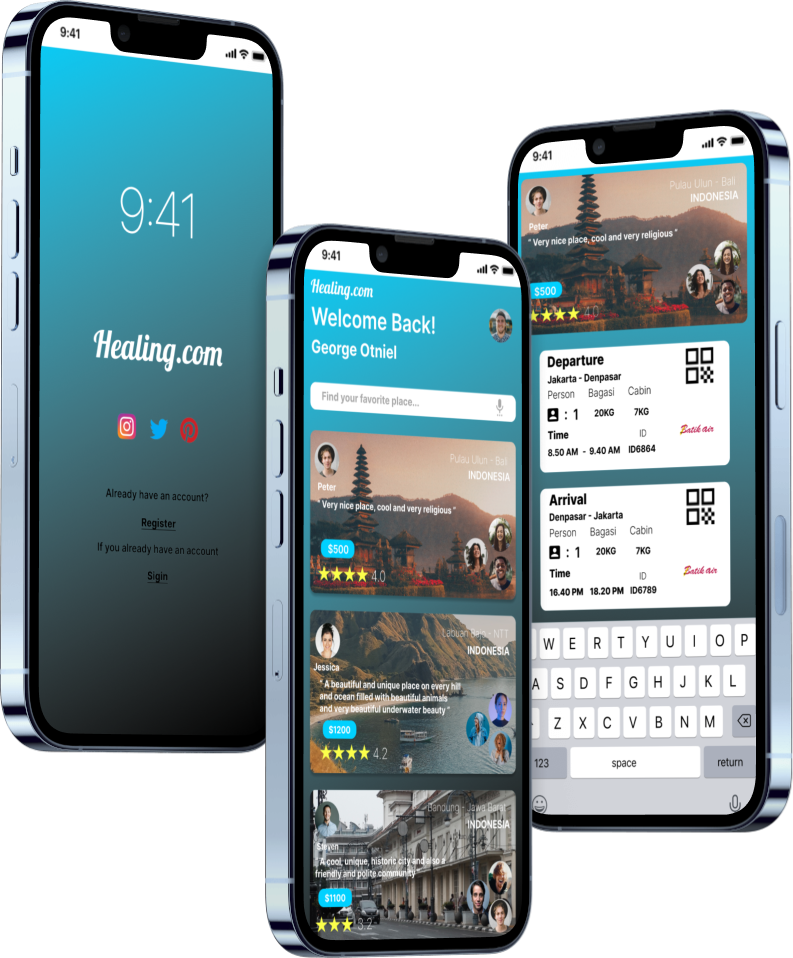 9:41
9:41
Healing.com
Already have an account?
Register
If you already have an account
Sigin
9:41
Healing.com
Welcome Back!
George Otniel
Find your favorite place...
Pulau Ulun - Bali
INDONESIA
Peter
" Very nice place, cool and very religious "
$500
4.0
Labuan Bajo - NTT
INDONESIA
Jessica
" A beautiful and unique place on every hill
and ocean filled with beautiful animals
and very beautiful underwater beauty "
$1200
4.2
Bandung - Jawa Barat
INDONESIA
Steven
" A cool, unique, historic city and also a
friendly and polite community "
$1100
3.2
9:41
Pulau Ulun - Bali
INDONESIA
Peter
" Very nice place, cool and very religious "
$500
4.0
Departure
Jakarta - Denpasar
Person Bagasi Cabin
: 1 20KG 7KG
Time ID
8.50 AM - 9.40 AM ID6864
Batik air
Arrival
Denpasar - Jakarta
Person Bagasi Cabin
: 1 20KG 7KG
Time ID
16.40 PM 18.20 PM ID6789
Batik air
W E R T Y U I O P
A S D F G H J K L
Z X C V B N M
123 space return